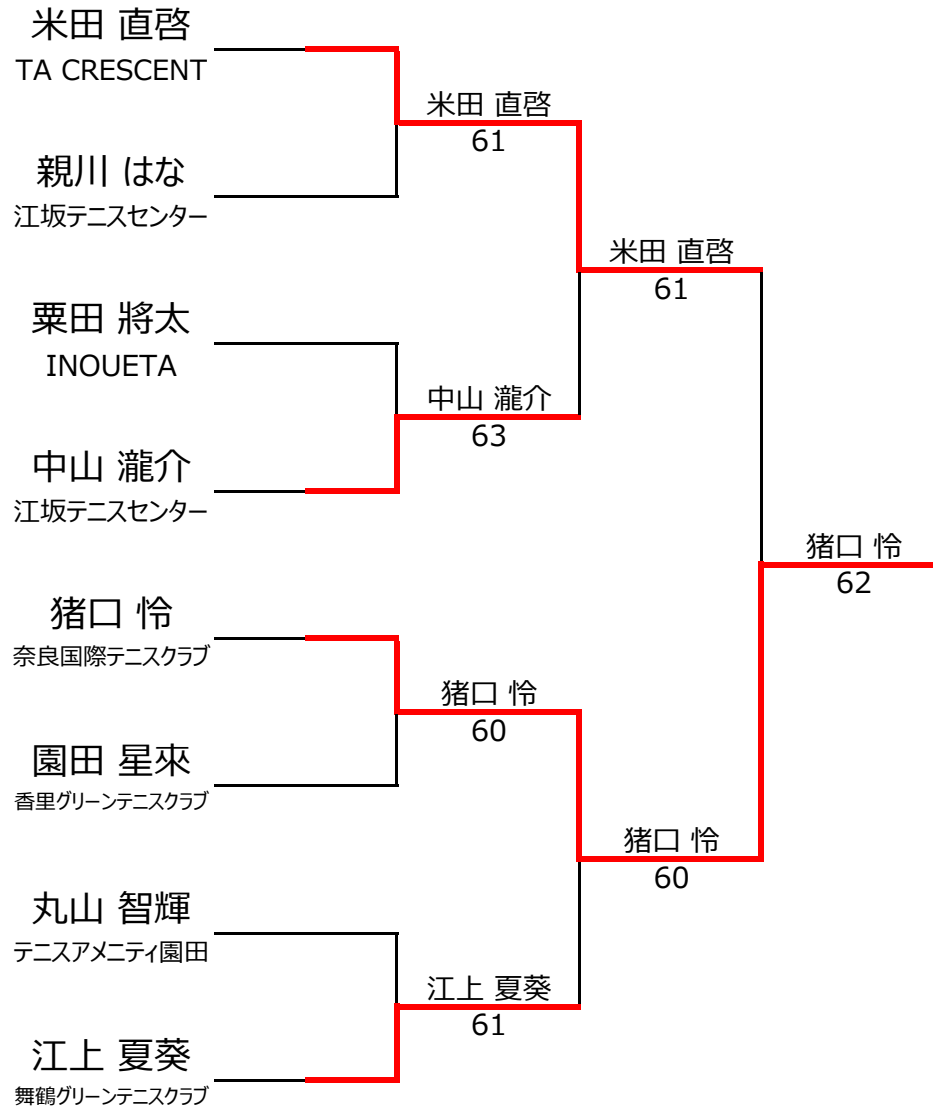 米田 直啓
TA CRESCENT
米田 直啓
61
親川 はな
江坂テニスセンター
米田 直啓
61
粟田 將太
INOUETA
中山 瀧介
63
中山 瀧介
江坂テニスセンター
猪口 怜
62
猪口 怜
奈良国際テニスクラブ
猪口 怜
60
園田 星來
香里グリーンテニスクラブ
猪口 怜
60
丸山 智輝
テニスアメニティ園田
江上 夏葵
61
江上 夏葵
舞鶴グリーンテニスクラブ